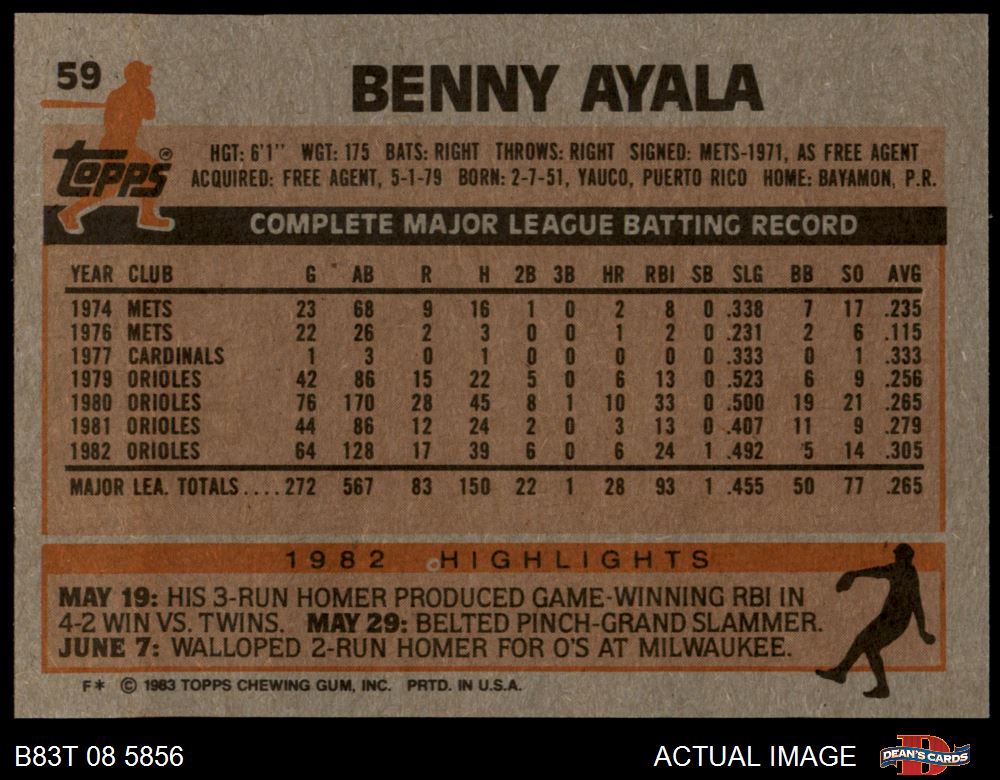 59
BENNY AYALA
topps®
HGT: 6'1" WGT: 175 BATS: RIGHT THROWS: RIGHT SIGNED: METS-1971, AS FREE AGENT
ACQUIRED: FREE AGENT, 5-1-79 BORN: 2-7-51, YAUCO, PUERTO RICO HOME: BAYAMON, P.R.
COMPLETE MAJOR LEAGUE BATTING RECORD
YEAR CLUB G AB R H 2B 3B HR RBI SB SLG BB SO AVG
1974 METS 23 68 9 16 1 0 2 8 0 .338 7 17 .235
1976 METS 22 26 2 3 0 0 1 2 0 .231 2 6 .115
1977 CARDINALS 1 3 0 1 0 0 0 0 0 .333 0 1 .333
1979 ORIOLES 42 86 15 22 5 0 6 13 0 .523 6 9 .256
1980 ORIOLES 76 170 28 45 8 1 10 33 0 .500 19 21 .265
1981 ORIOLES 44 86 12 24 2 0 3 13 0 .407 11 9 .279
1982 ORIOLES 64 128 17 39 6 0 6 24 1 .492 5 14 .305
MAJOR LEA. TOTALS....272 567 83 150 22 1 28 93 1 .455 50 77 .265
1982 HIGHLIGHTS
MAY 19: HIS 3-RUN HOMER PRODUCED GAME-WINNING RBI IN
4-2 WIN VS. TWINS. MAY 29: BELTED PINCH-GRAND SLAMMER.
JUNE 7: WALLOPED 2-RUN HOMER FOR O'S AT MILWAUKEE.
F* © 1983 TOPPS CHEWING GUM, INC. PRTD. IN U.S.A.
B83T 08 5856
ACTUAL IMAGE
DEAN'S CARDS